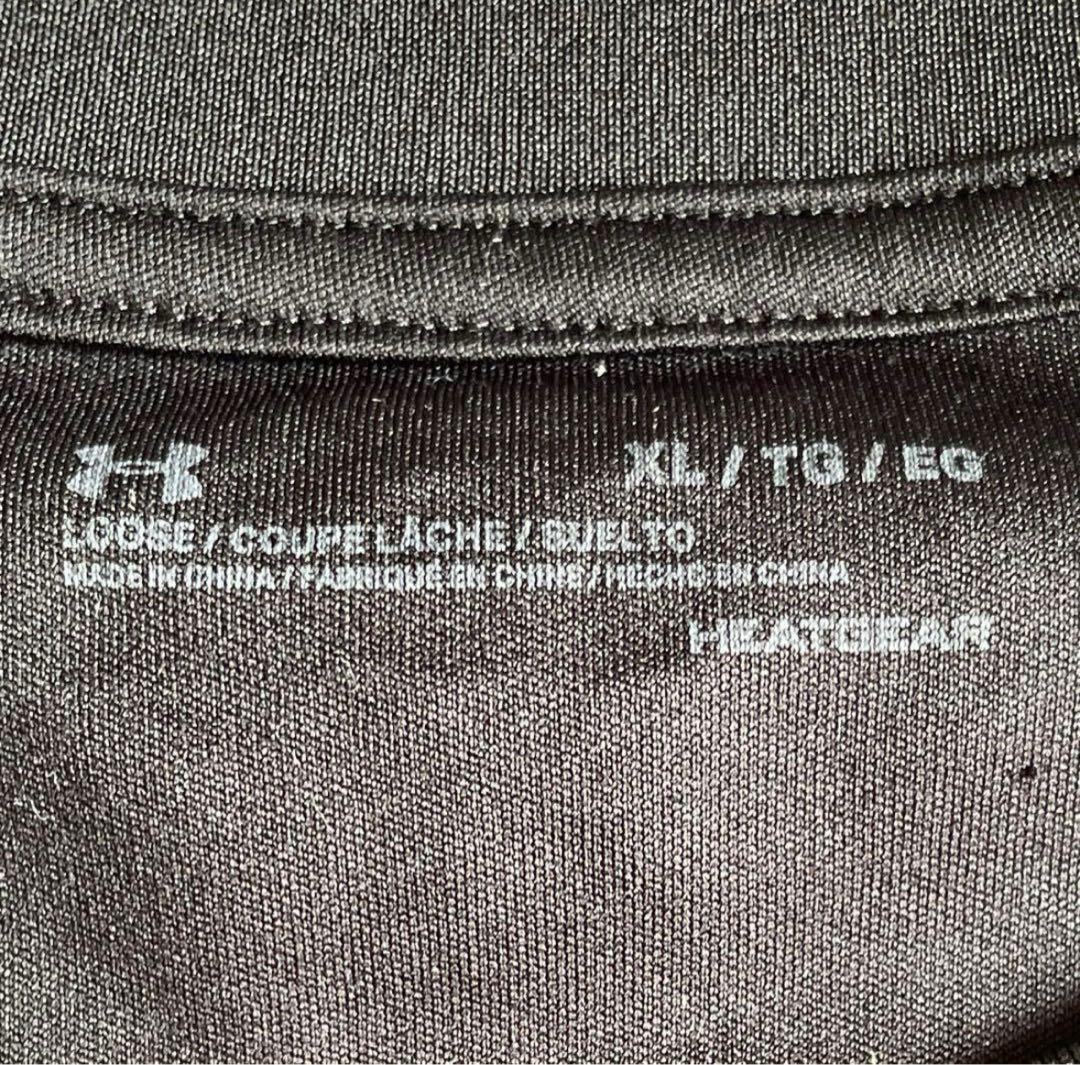 XL / TG / EG
LOOSE / COUPE LÂCHE / SUELTO
MADE IN CHINA / FABRIQUÉ EN CHINE / HECHO EN CHINA
HEATGEAR